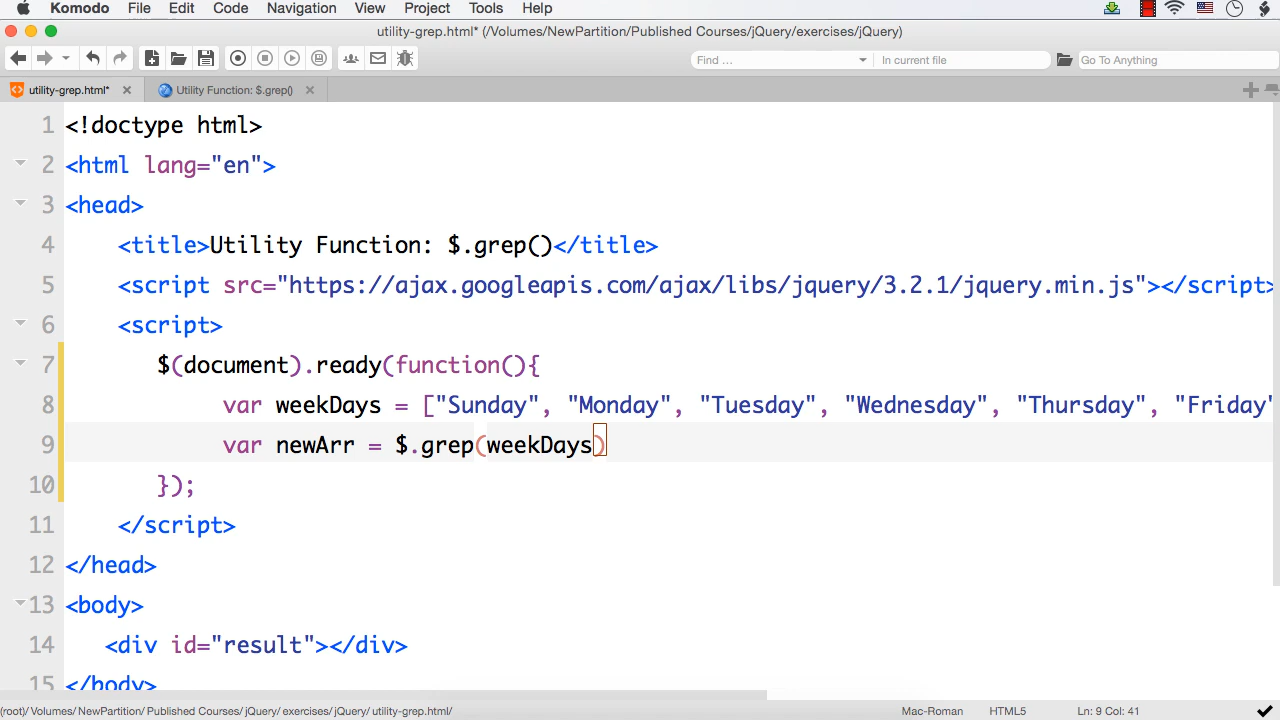 Komodo File Edit Code Navigation View Project Tools Help
utility-grep.html* (/Volumes/NewPartition/Published Courses/jQuery/exercises/jQuery)
Find ... In current file Go To Anything
utility-grep.html* Utility Function: $.grep()
1 <!doctype html>
2 <html lang="en">
3 <head>
4 <title>Utility Function: $.grep()</title>
5 <script src="https://ajax.googleapis.com/ajax/libs/jquery/3.2.1/jquery.min.js"></script>
6 <script>
7 $(document).ready(function(){
8 var weekDays = ["Sunday", "Monday", "Tuesday", "Wednesday", "Thursday", "Friday"
9 var newArr = $.grep(weekDays)
10 });
11 </script>
12 </head>
13 <body>
14 <div id="result"></div>
15 </body>
(root)/Volumes/NewPartition/Published Courses/jQuery/exercises/jQuery/utility-grep.html/ Mac-Roman HTML5 Ln: 9 Col: 41